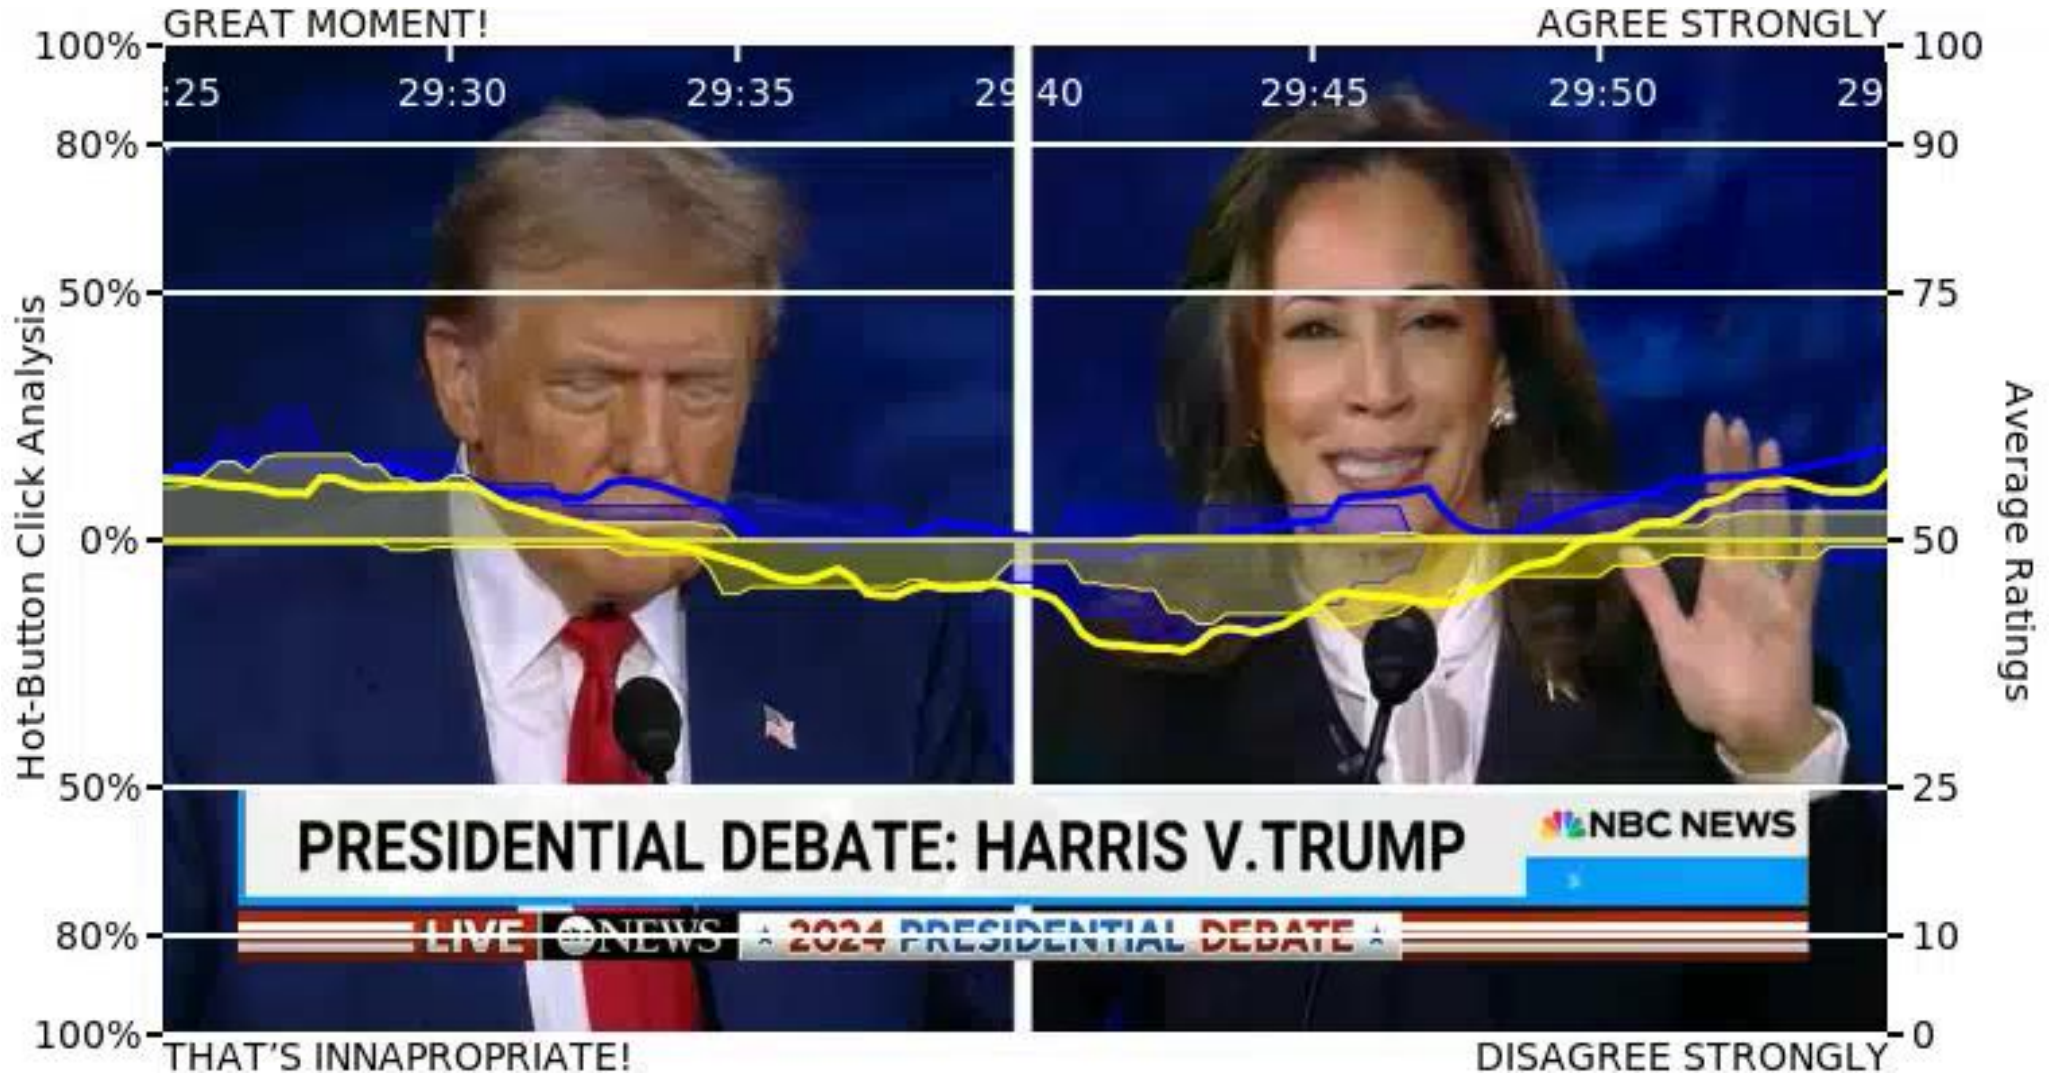 GREAT MOMENT!
AGREE STRONGLY
100%
100
:25
29:30
29:35
29:40
29:45
29:50
29
80%
90
50%
75
Hot-Button Click Analysis
Average Ratings
0%
50
50%
25
PRESIDENTIAL DEBATE: HARRIS V.TRUMP
NBC NEWS
80%
LIVE
NEWS
2024 PRESIDENTIAL DEBATE
10
100%
0
THAT'S INNAPROPRIATE!
DISAGREE STRONGLY